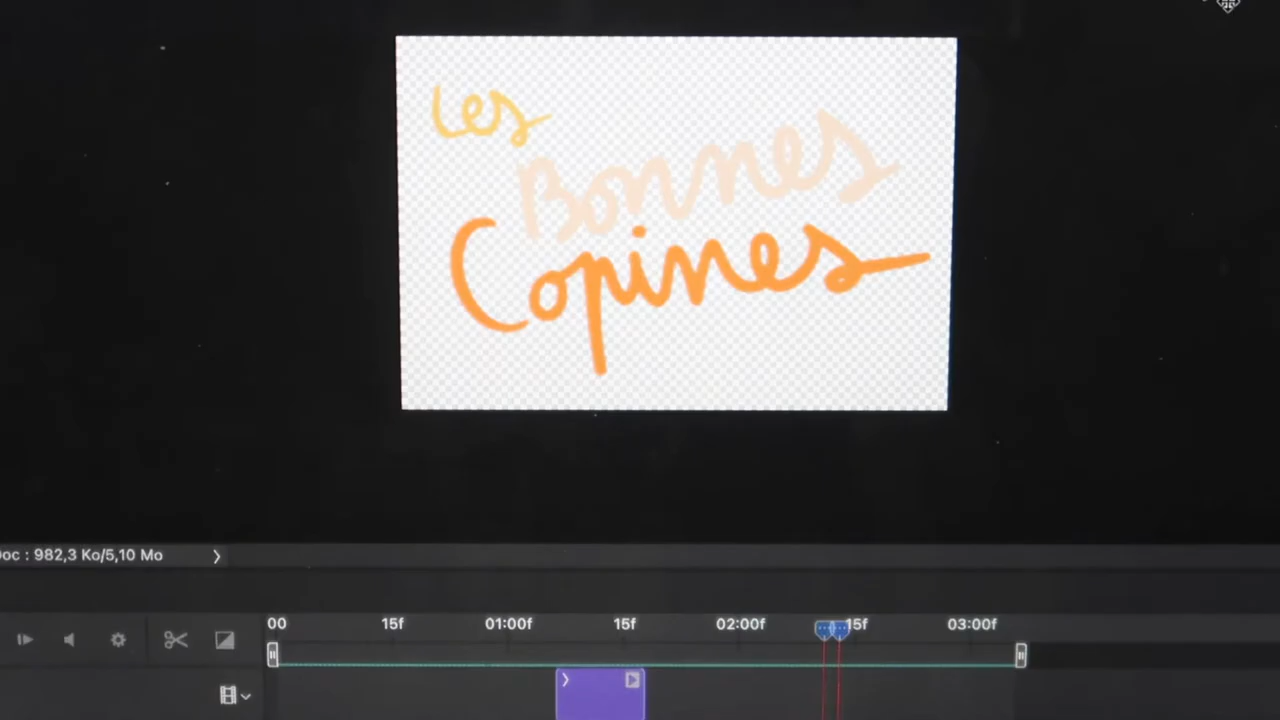 Les
Bonnes
Copines
oc : 982,3 Ko/5,10 Mo
00 15f 01:00f 15f 02:00f 15f 03:00f